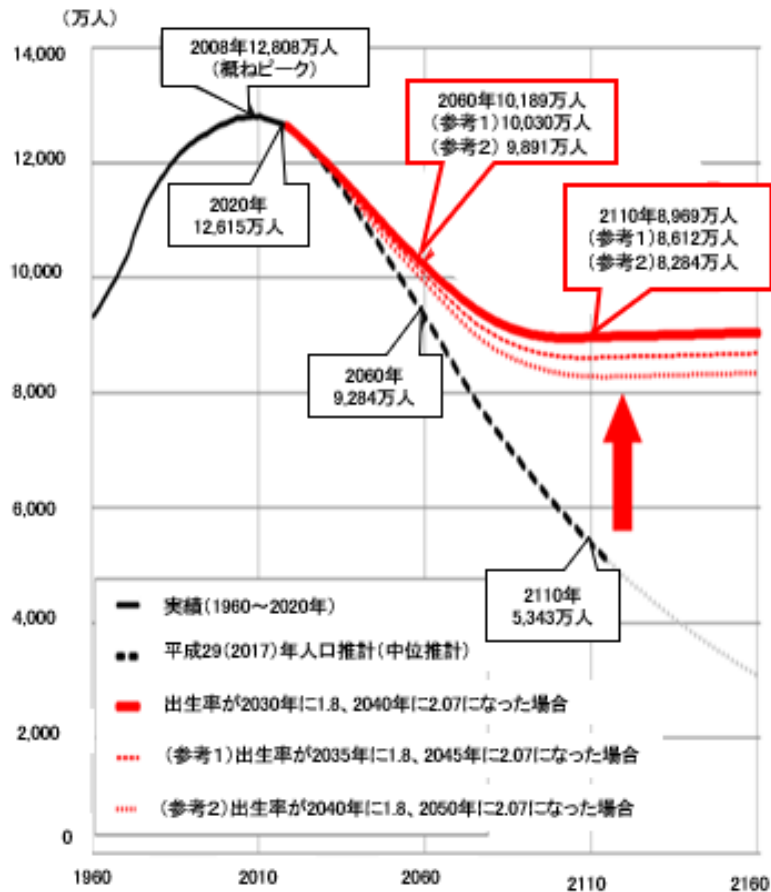 (万人)
14,000
12,000
10,000
8,000
6,000
4,000
2,000
0
2008年12,808万人
(概ねピーク)
2020年
12,615万人
2060年10,189万人
(参考1)10,030万人
(参考2) 9,891万人
2110年8,969万人
(参考1)8,612万人
(参考2)8,284万人
2060年
9,284万人
2110年
5,343万人
実績(1960～2020年)
平成29(2017)年人口推計(中位推計)
出生率が2030年に1.8、2040年に2.07になった場合
(参考1)出生率が2035年に1.8、2045年に2.07になった場合
(参考2)出生率が2040年に1.8、2050年に2.07になった場合
1960
2010
2060
2110
2160